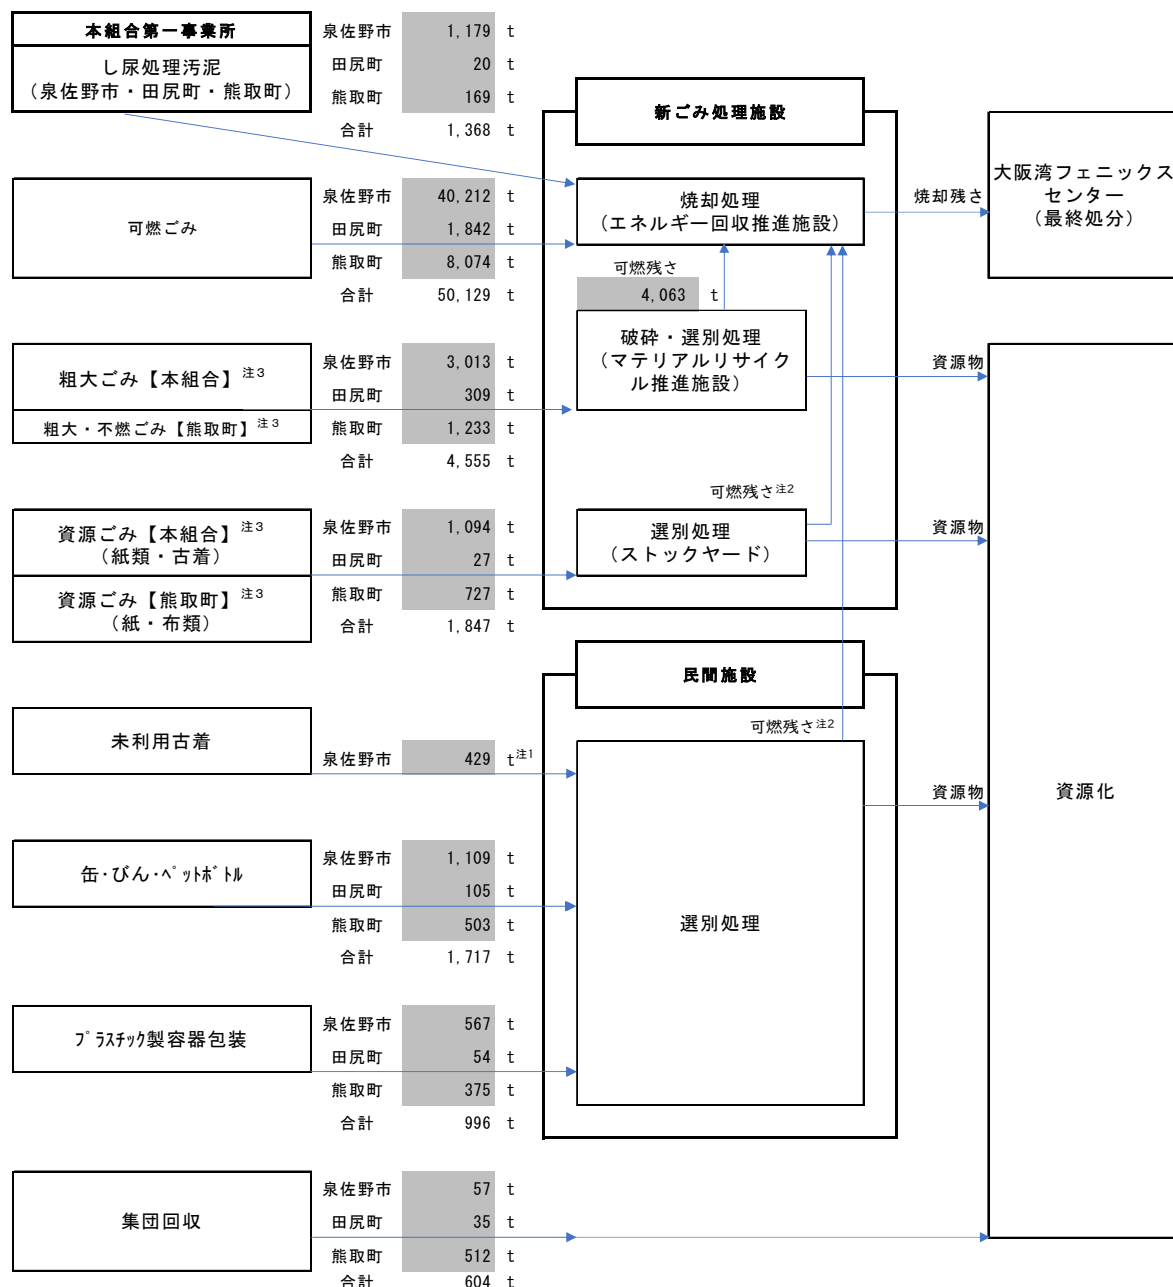 本組合第一事業所
し尿処理汚泥
(泉佐野市・田尻町・熊取町)
泉佐野市 1,179 t
田尻町 20 t
熊取町 169 t
合計 1,368 t
新ごみ処理施設
可燃ごみ
泉佐野市 40,212 t
田尻町 1,842 t
熊取町 8,074 t
合計 50,129 t
焼却処理
(エネルギー回収推進施設)
焼却残さ
大阪湾フェニックス
センター
(最終処分)
可燃残さ
4,063 t
粗大ごみ【本組合】注3
粗大・不燃ごみ【熊取町】注3
泉佐野市 3,013 t
田尻町 309 t
熊取町 1,233 t
合計 4,555 t
破砕・選別処理
(マテリアルリサイク
ル推進施設)
資源物
資源ごみ【本組合】注3
(紙類・古着)
資源ごみ【熊取町】注3
(紙・布類)
泉佐野市 1,094 t
田尻町 27 t
熊取町 727 t
合計 1,847 t
可燃残さ注2
選別処理
(ストックヤード)
資源物
民間施設
未利用古着
泉佐野市 429 t注1
可燃残さ注2
資源物
資源化
缶・びん・ペットボトル
泉佐野市 1,109 t
田尻町 105 t
熊取町 503 t
合計 1,717 t
選別処理
プラスチック製容器包装
泉佐野市 567 t
田尻町 54 t
熊取町 375 t
合計 996 t
集団回収
泉佐野市 57 t
田尻町 35 t
熊取町 512 t
合計 604 t